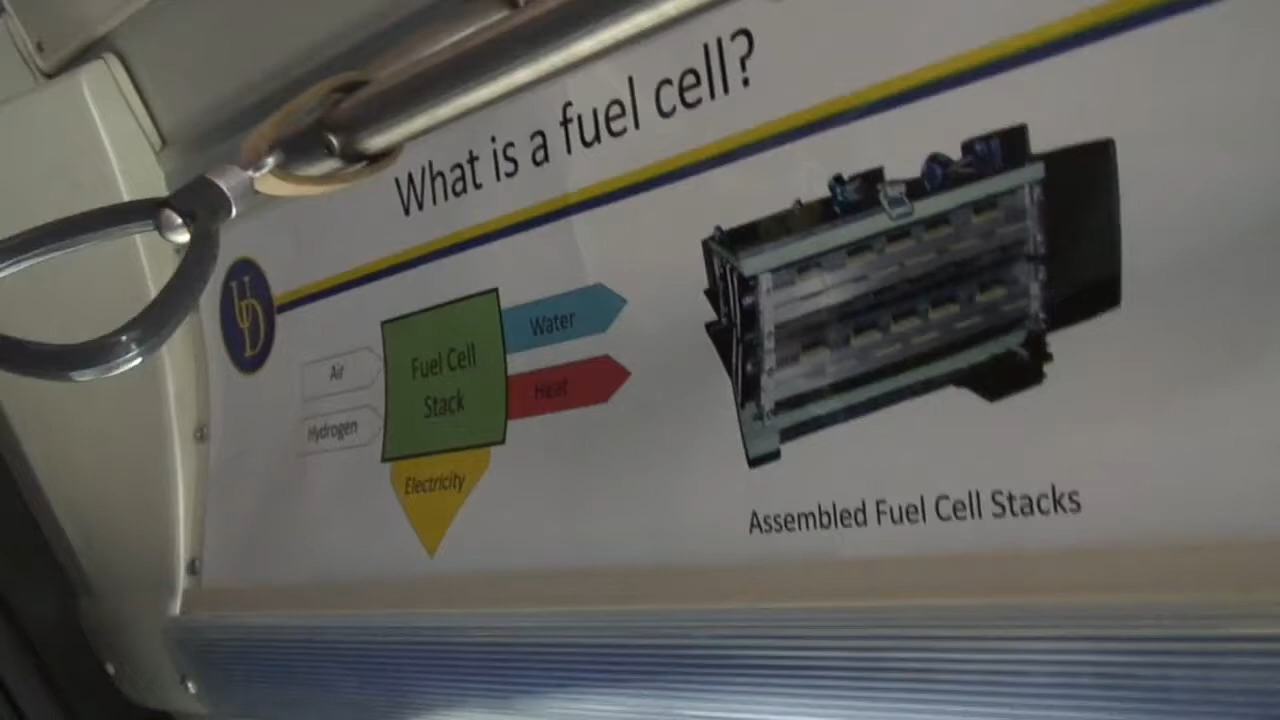 What is a fuel cell?
UD
Air
Hydrogen
Fuel Cell
Stack
Water
Heat
Electricity
Assembled Fuel Cell Stacks